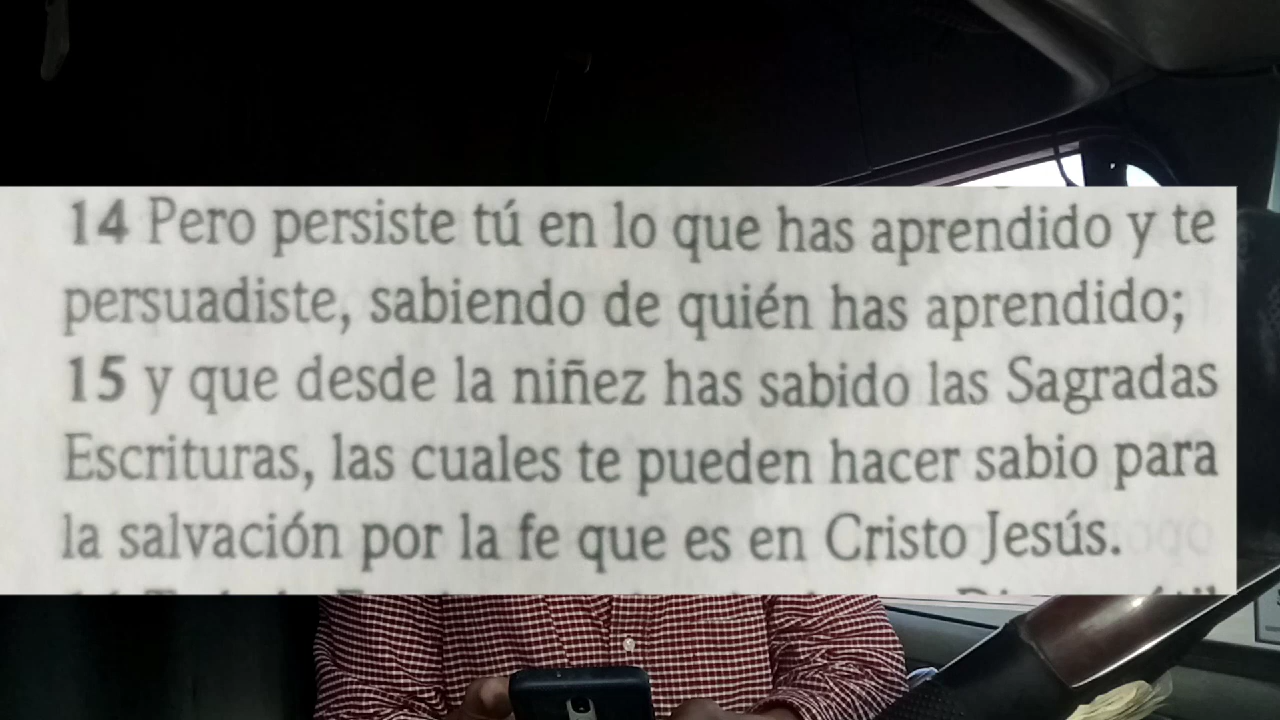 14 Pero persiste tú en lo que has aprendido y te
persuadiste, sabiendo de quién has aprendido;
15 y que desde la niñez has sabido las Sagradas
Escrituras, las cuales te pueden hacer sabio para
la salvación por la fe que es en Cristo Jesús.